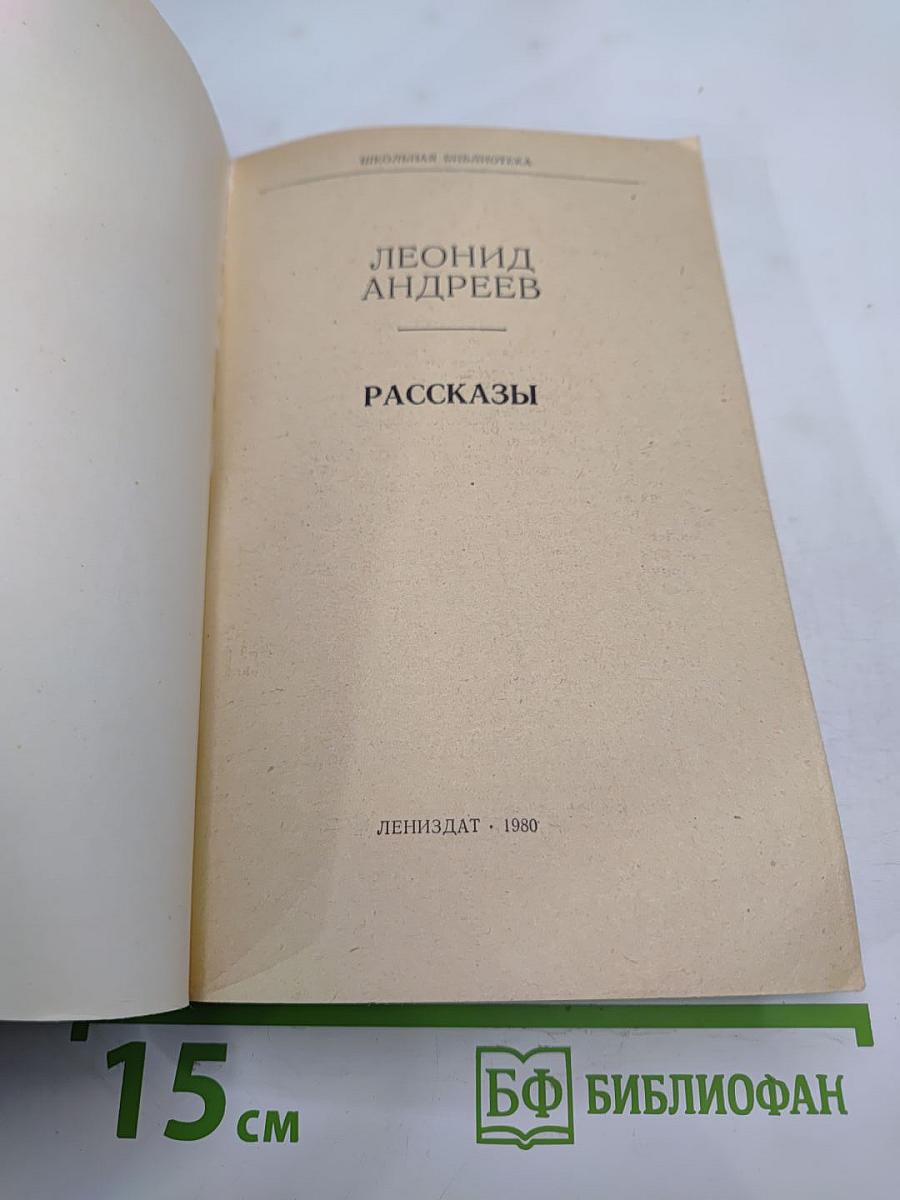 ШКОЛЬНАЯ БИБЛИОТЕКА
ЛЕОНИД
АНДРЕЕВ
РАССКАЗЫ
ЛЕНИЗДАТ · 1980
15 см
БФ БИБЛИОФАН